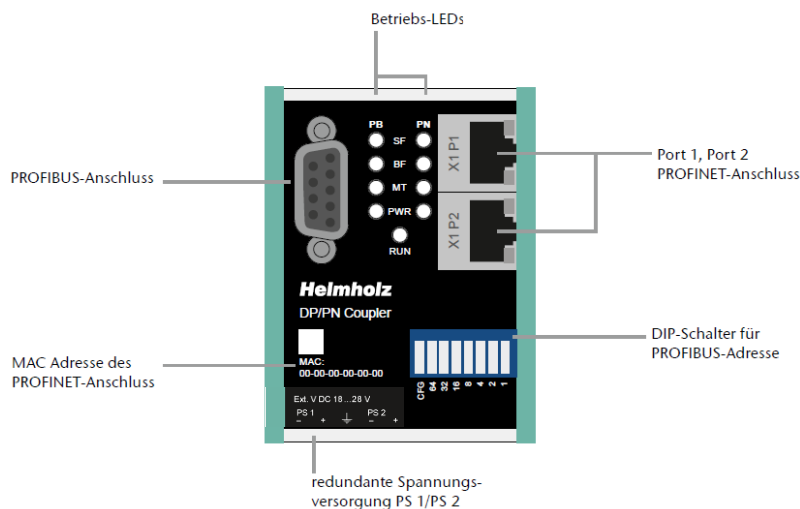 Betriebs-LEDs
PB PN
SF
BF
MT
PWR
RUN
X1 P1
X1 P2
Port 1, Port 2
PROFINET-Anschluss
PROFIBUS-Anschluss
Helmholz
DP/PN Coupler
MAC:
00-00-00-00-00-00
MAC Adresse des
PROFINET-Anschluss
DIP-Schalter für
PROFIBUS-Adresse
CFG 64 32 16 8 4 2 1
Ext. V DC 18...28 V
PS 1 PS 2
– + – +
redundante Spannungs-
versorgung PS 1/PS 2